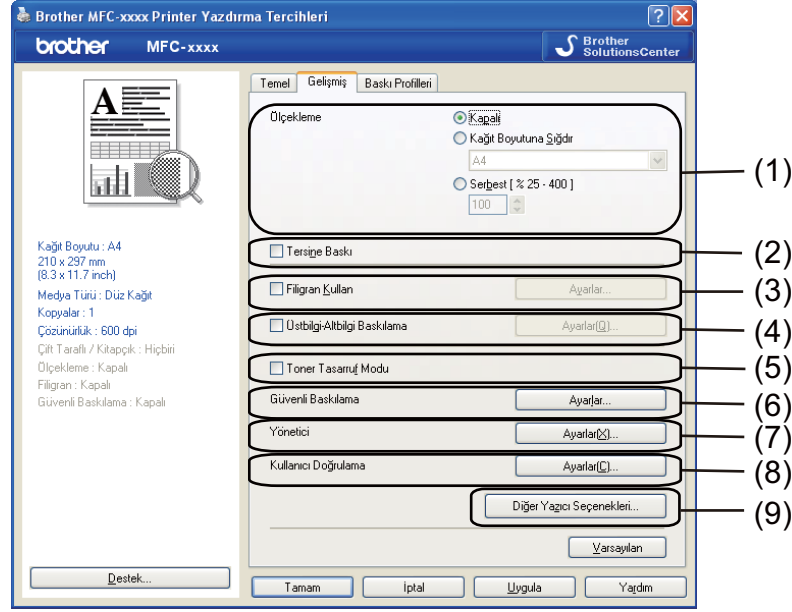 Brother MFC-xxxx Printer Yazdırma Tercihleri
brother MFC-xxxx
Brother
SolutionsCenter
A
Kağıt Boyutu : A4
210 x 297 mm
(8.3 x 11.7 inch)
Medya Türü : Düz Kağıt
Kopyalar : 1
Çözünürlük : 600 dpi
Çift Taraflı / Kitapçık : Hiçbiri
Ölçekleme : Kapalı
Filigran : Kapalı
Güvenli Baskılama : Kapalı
Destek...
Temel Gelişmiş Baskı Profilleri
Ölçekleme Kapalı
Kağıt Boyutuna Sığdır
A4
Serbest [ % 25 - 400 ]
100
(1)
Tersine Baskı (2)
Filigran Kullan Ayarlar... (3)
Üstbilgi-Altbilgi Baskılama Ayarlar(Q)... (4)
Toner Tasarruf Modu (5)
Güvenli Baskılama Ayarlar... (6)
Yönetici Ayarlar(X)... (7)
Kullanıcı Doğrulama Ayarlar(C)... (8)
Diğer Yazıcı Seçenekleri... (9)
Varsayılan
Tamam İptal Uygula Yardım